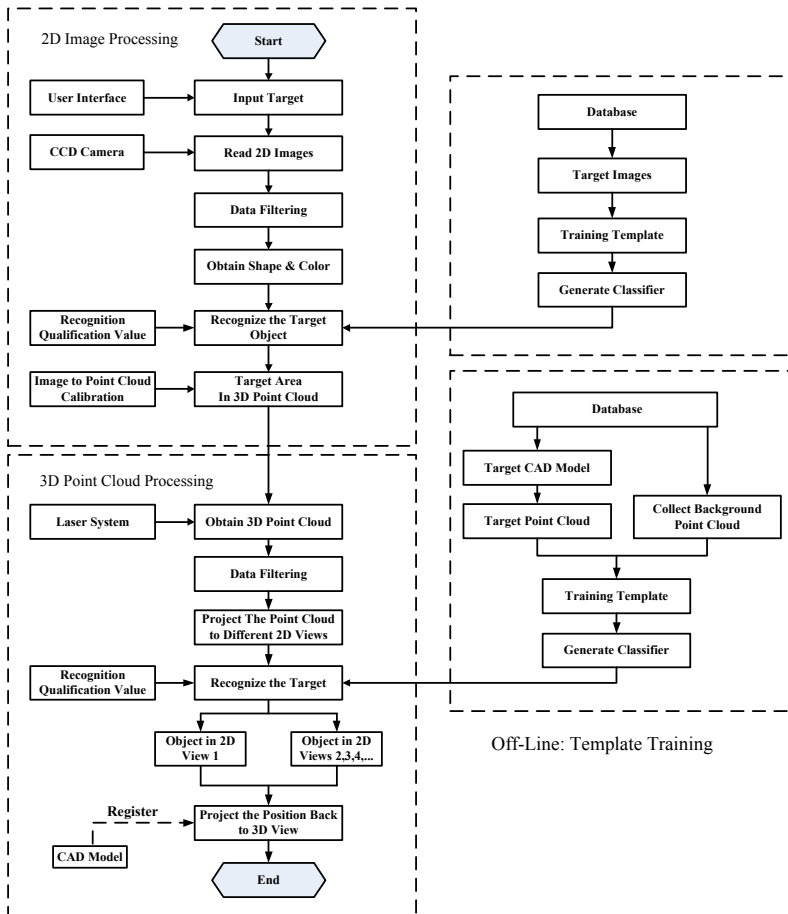 2D Image Processing
Start
User Interface
Input Target
CCD Camera
Read 2D Images
Data Filtering
Obtain Shape & Color
Recognition
Qualification Value
Recognize the Target
Object
Image to Point Cloud
Calibration
Target Area
In 3D Point Cloud
Database
Target Images
Training Template
Generate Classifier
3D Point Cloud Processing
Laser System
Obtain 3D Point Cloud
Data Filtering
Project The Point Cloud
to Different 2D Views
Recognition
Qualification Value
Recognize the Target
Object in 2D
View 1
Object in 2D
Views 2,3,4,...
Register
Project the Position Back
to 3D View
CAD Model
End
Database
Target CAD Model
Target Point Cloud
Collect Background
Point Cloud
Training Template
Generate Classifier
Off-Line: Template Training